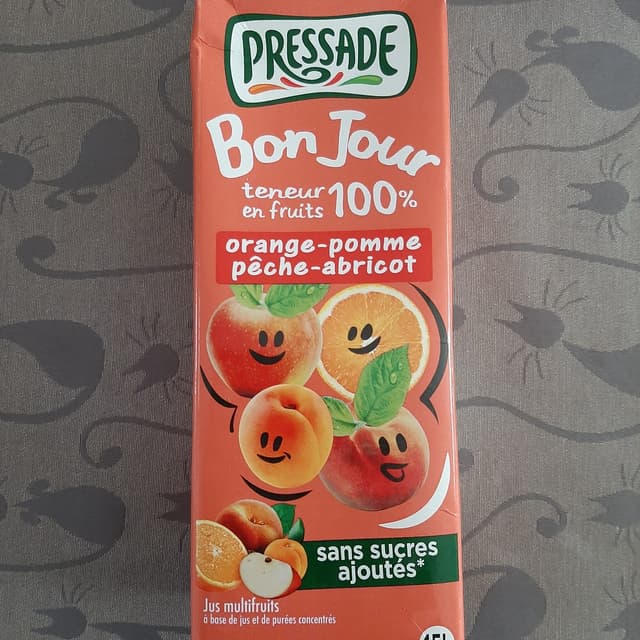 PRESSADE
Bon Jour
teneur
en fruits 100%
orange-pomme
pêche-abricot
sans sucres
ajoutés*
Jus multifruits
à base de jus et de purées concentrés